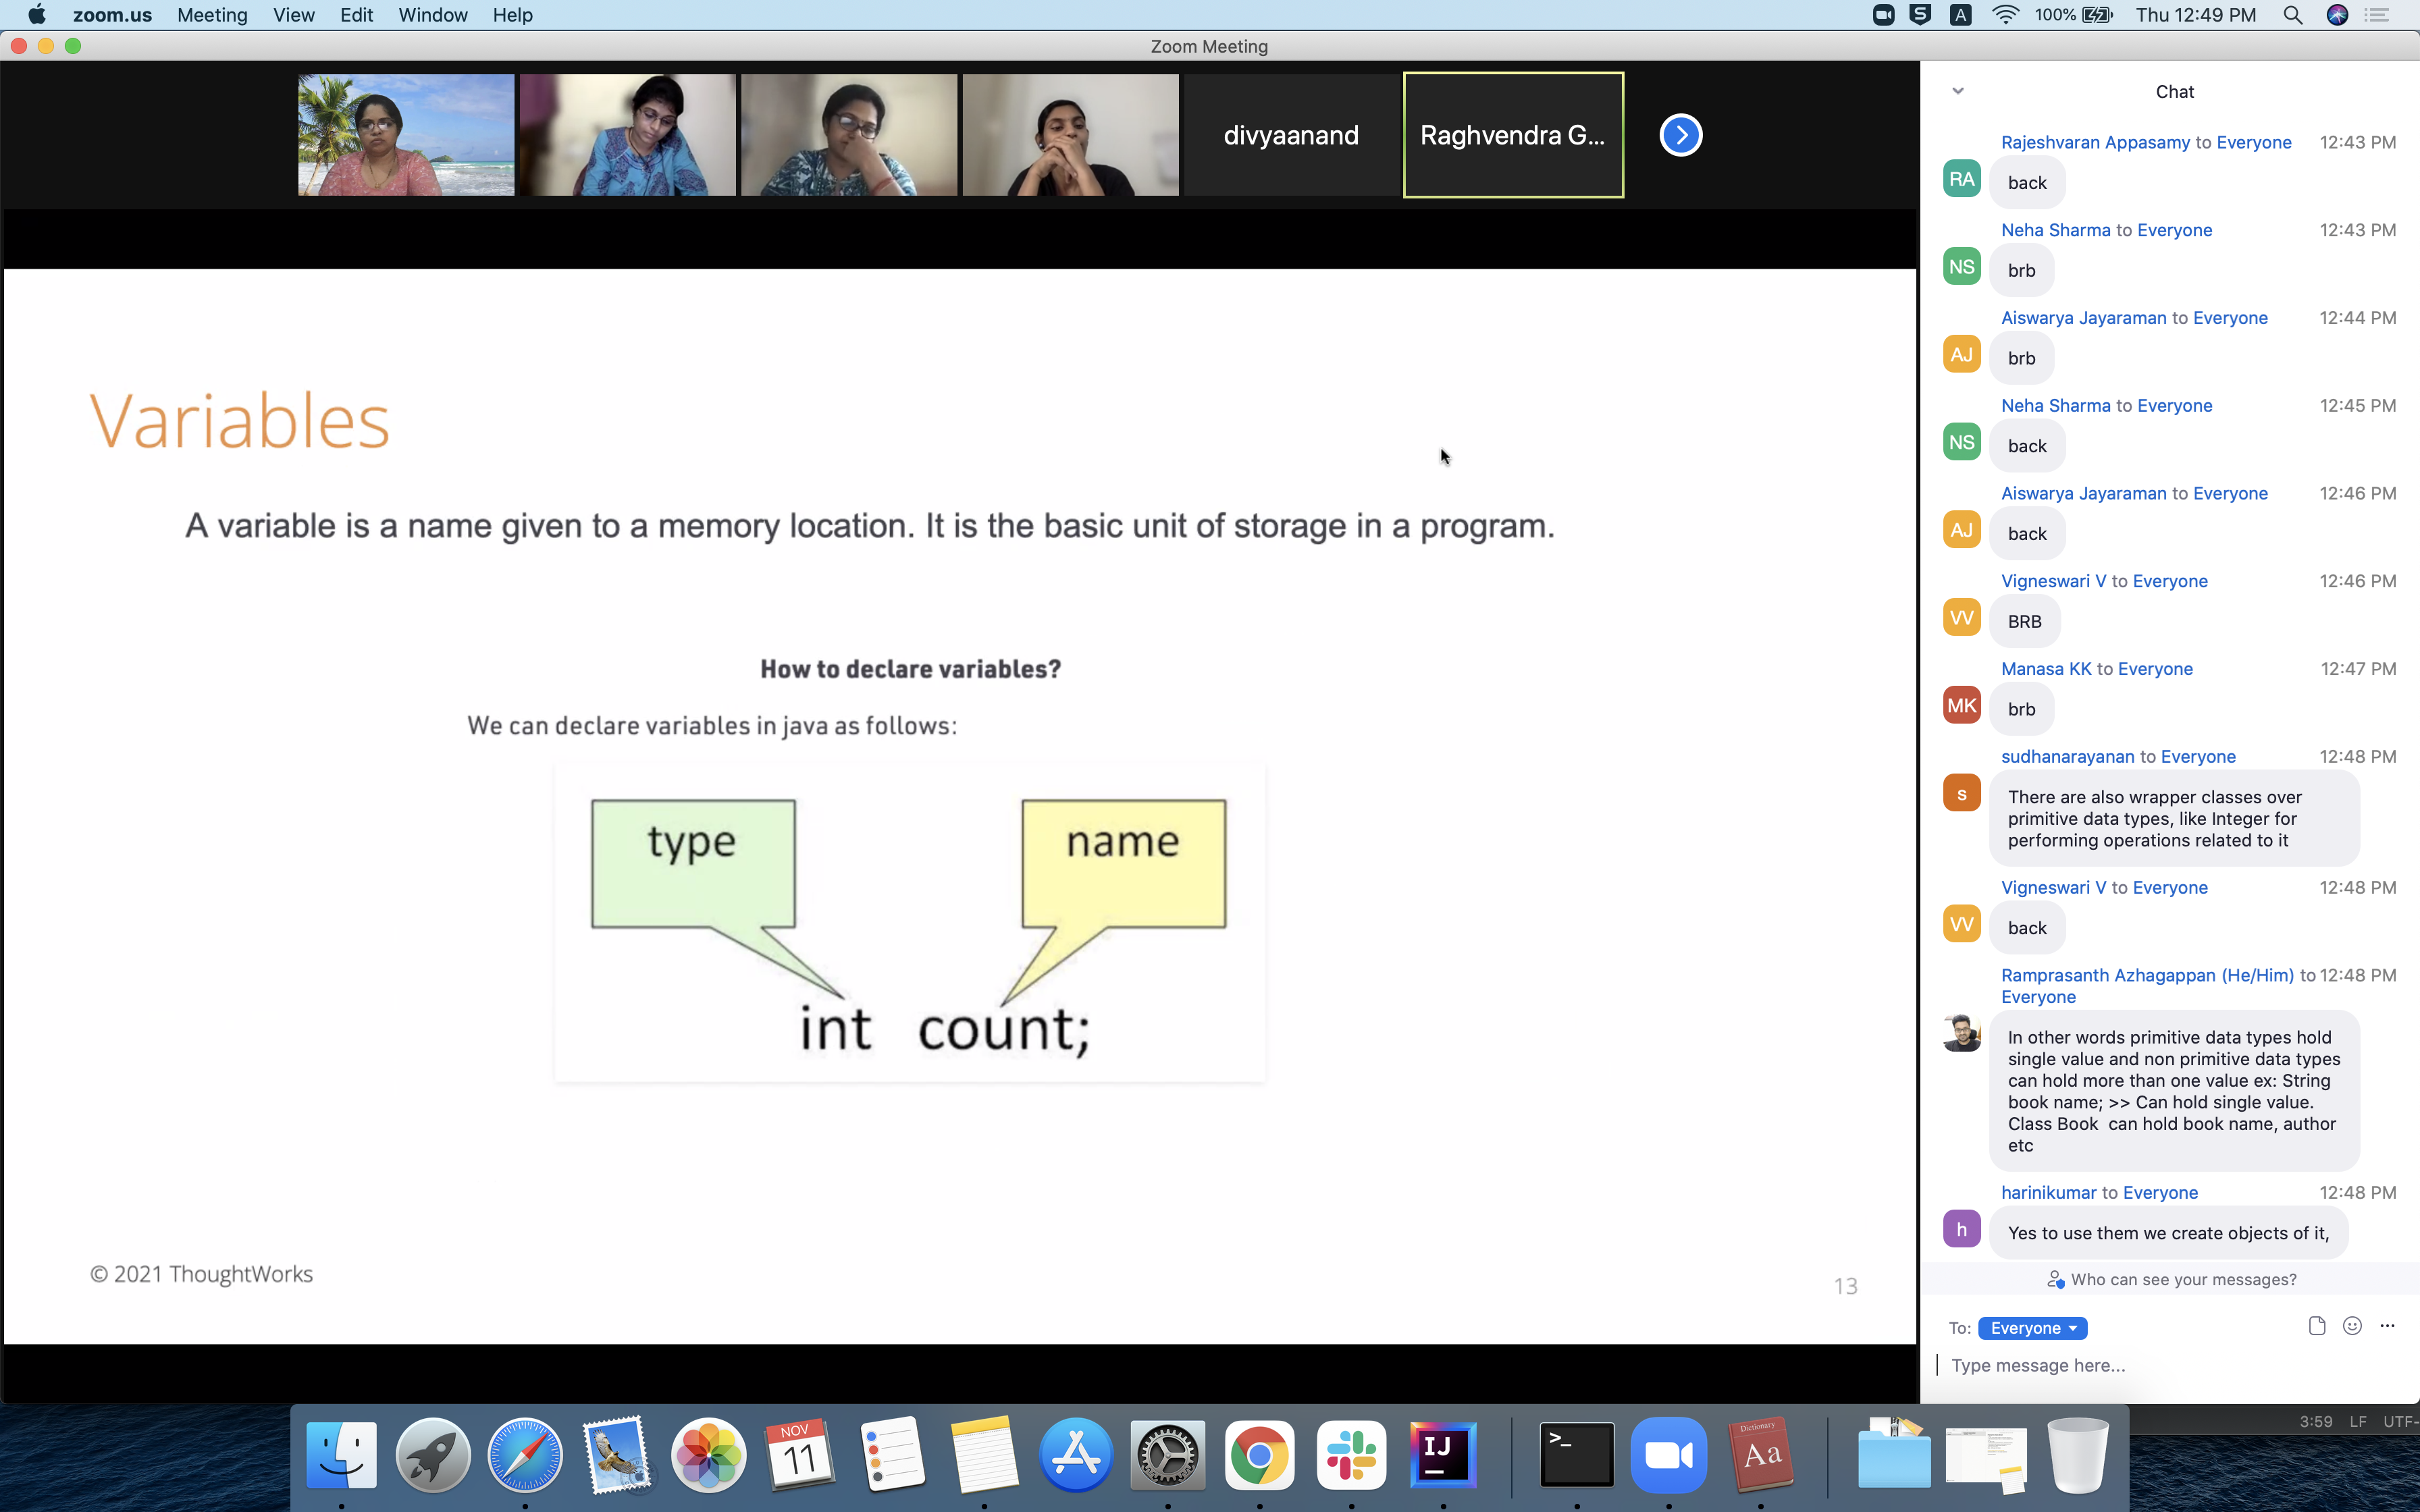 zoom.us Meeting View Edit Window Help
100% Thu 12:49 PM
Zoom Meeting
divyaanand
Raghvendra G...
Variables
A variable is a name given to a memory location. It is the basic unit of storage in a program.
How to declare variables?
We can declare variables in java as follows:
type
name
int count;
© 2021 ThoughtWorks
13
Chat
Rajeshvaran Appasamy to Everyone 12:43 PM
RA
back
Neha Sharma to Everyone 12:43 PM
NS
brb
Aiswarya Jayaraman to Everyone 12:44 PM
AJ
brb
Neha Sharma to Everyone 12:45 PM
NS
back
Aiswarya Jayaraman to Everyone 12:46 PM
AJ
back
Vigneswari V to Everyone 12:46 PM
VV
BRB
Manasa KK to Everyone 12:47 PM
MK
brb
sudhanarayanan to Everyone 12:48 PM
s
There are also wrapper classes over
primitive data types, like Integer for
performing operations related to it
Vigneswari V to Everyone 12:48 PM
VV
back
Ramprasanth Azhagappan (He/Him) to 12:48 PM
Everyone
In other words primitive data types hold
single value and non primitive data types
can hold more than one value ex: String
book name; >> Can hold single value.
Class Book can hold book name, author
etc
harinikumar to Everyone 12:48 PM
h
Yes to use them we create objects of it,
Who can see your messages?
To: Everyone
Type message here...
3:59 LF UTF-
NOV
11
IJ
>_
Dictionary
Aa